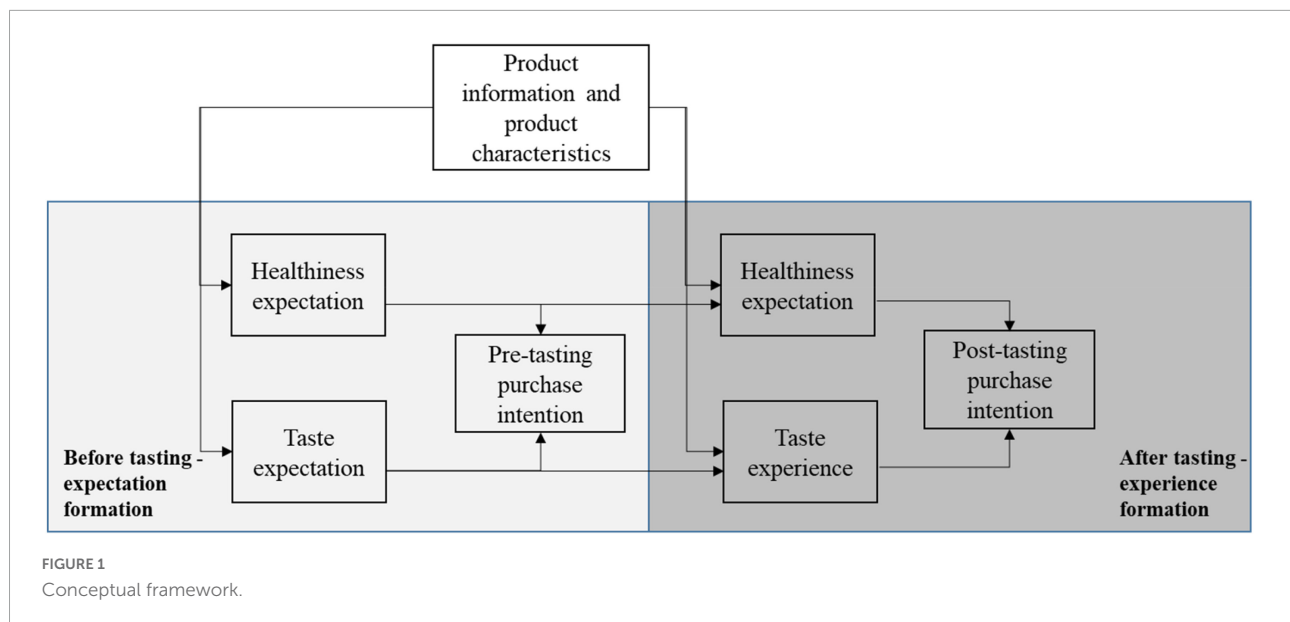 Product
information and
product
characteristics
Healthiness
expectation
Healthiness
expectation
Pre-tasting
purchase
intention
Post-tasting
purchase
intention
Taste
expectation
Taste
experience
Before tasting -
expectation
formation
After tasting -
experience
formation
FIGURE 1
Conceptual framework.